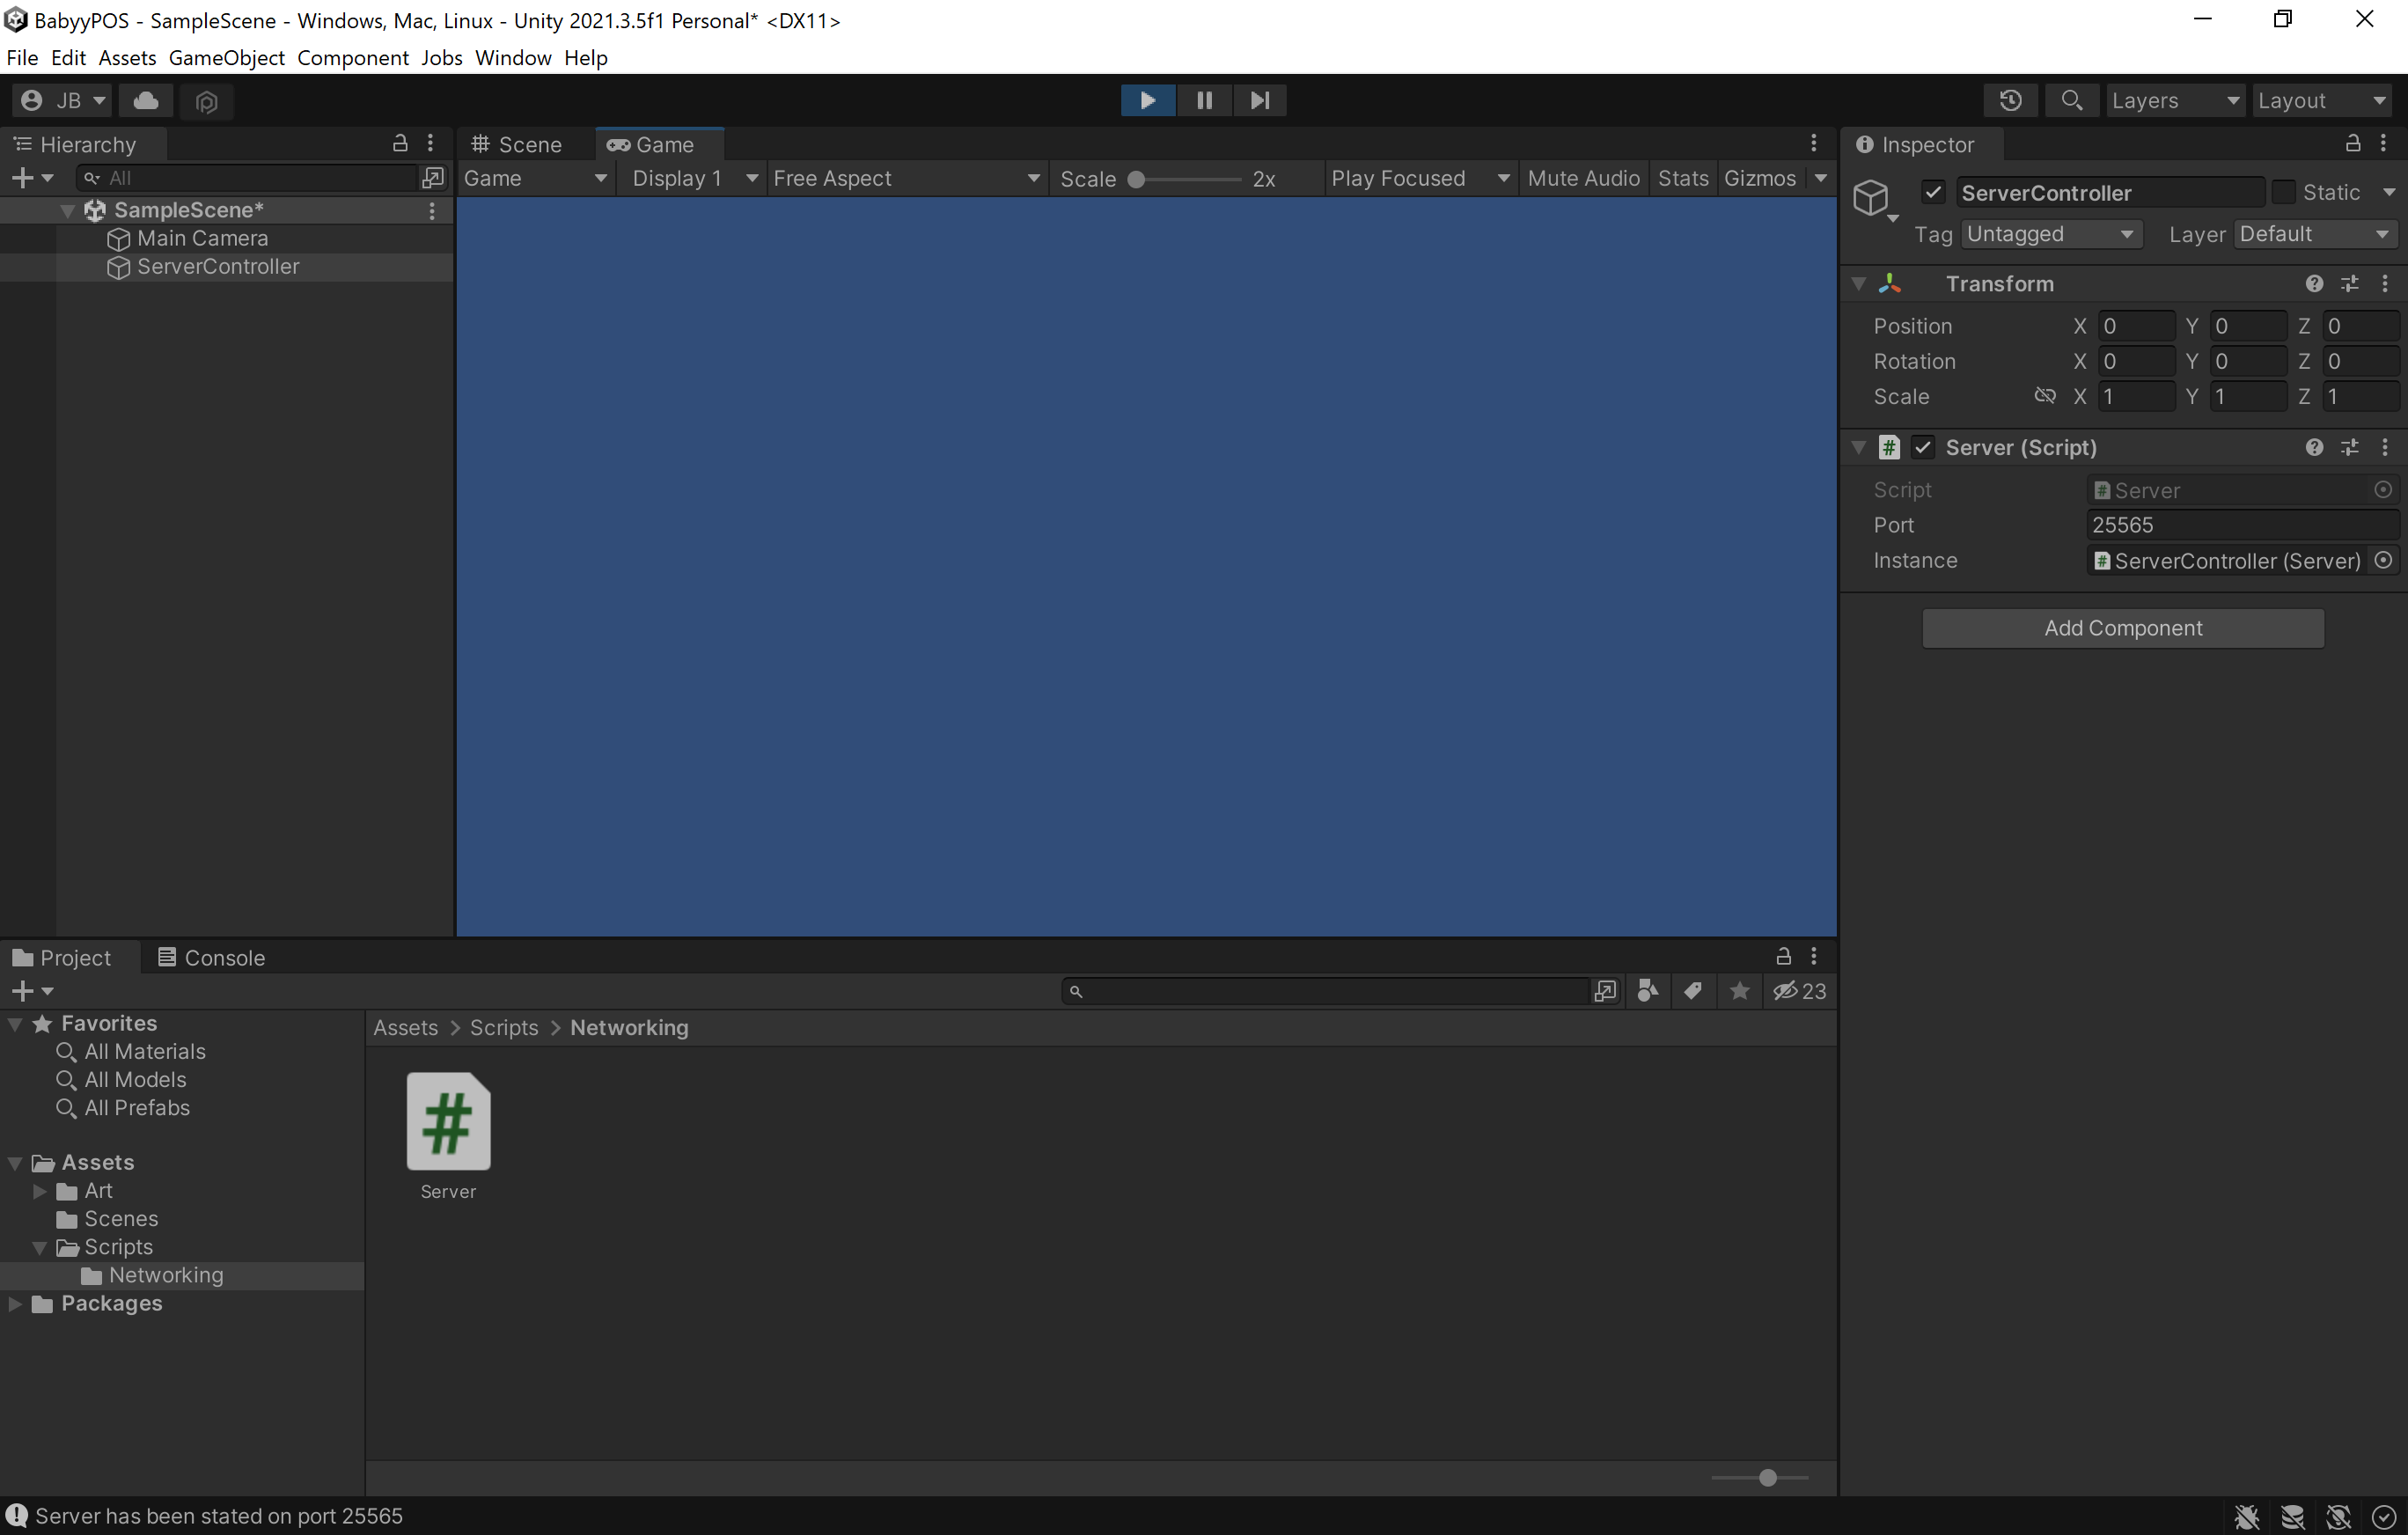 BabyyPOS - SampleScene - Windows, Mac, Linux - Unity 2021.3.5f1 Personal* <DX11>
File Edit Assets GameObject Component Jobs Window Help
JB
Layers
Layout
Hierarchy
Scene
Game
Inspector
All
Game
Display 1
Free Aspect
Scale
2x
Play Focused
Mute Audio
Stats
Gizmos
SampleScene*
Main Camera
ServerController
ServerController
Static
Tag
Untagged
Layer
Default
Transform
Position X 0 Y 0 Z 0
Rotation X 0 Y 0 Z 0
Scale X 1 Y 1 Z 1
# Server (Script)
Script # Server
Port 25565
Instance # ServerController (Server)
Add Component
Project
Console
23
Favorites
All Materials
All Models
All Prefabs
Assets
Art
Scenes
Scripts
Networking
Packages
Assets > Scripts > Networking
#
Server
Server has been stated on port 25565